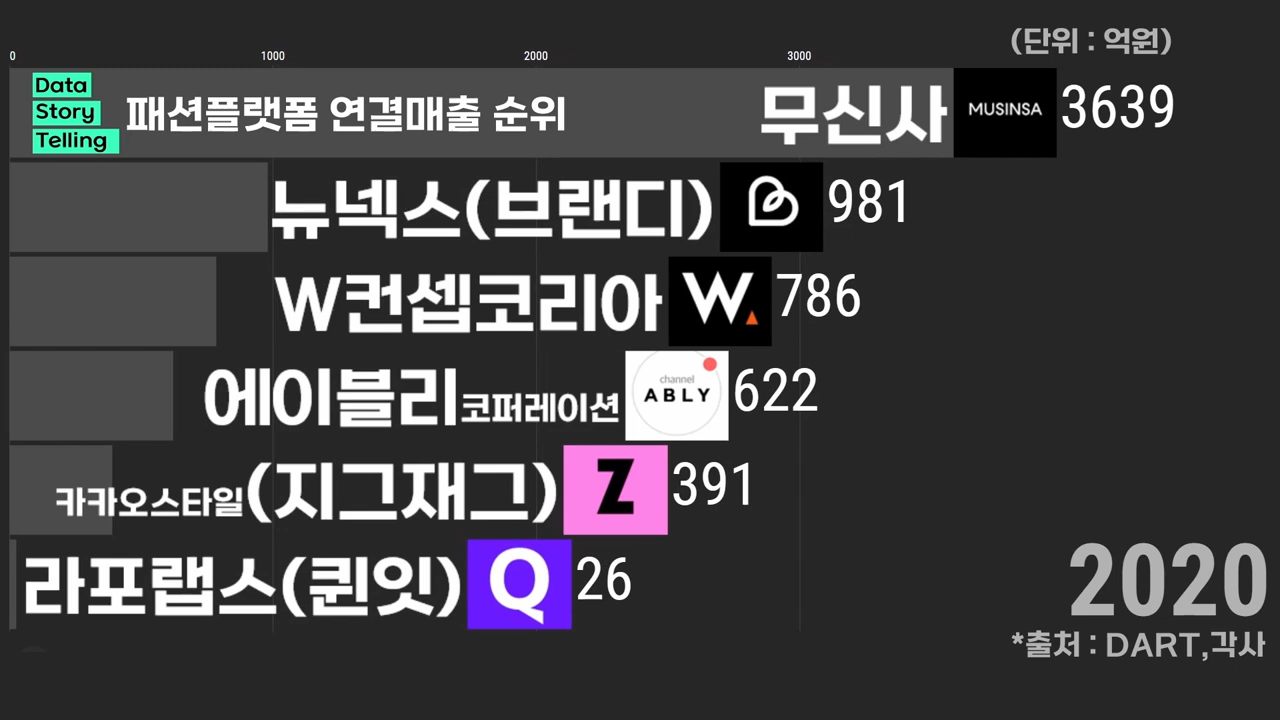 (단위 : 억원)
0 1000 2000 3000
Data
Story
Telling
패션플랫폼 연결매출 순위
무신사 MUSINSA 3639
뉴넥스(브랜디) B 981
W컨셉코리아 W. 786
에이블리코퍼레이션 channel ABLY 622
카카오스타일(지그재그) Z 391
라포랩스(퀸잇) Q 26
2020
*출처 : DART,각사